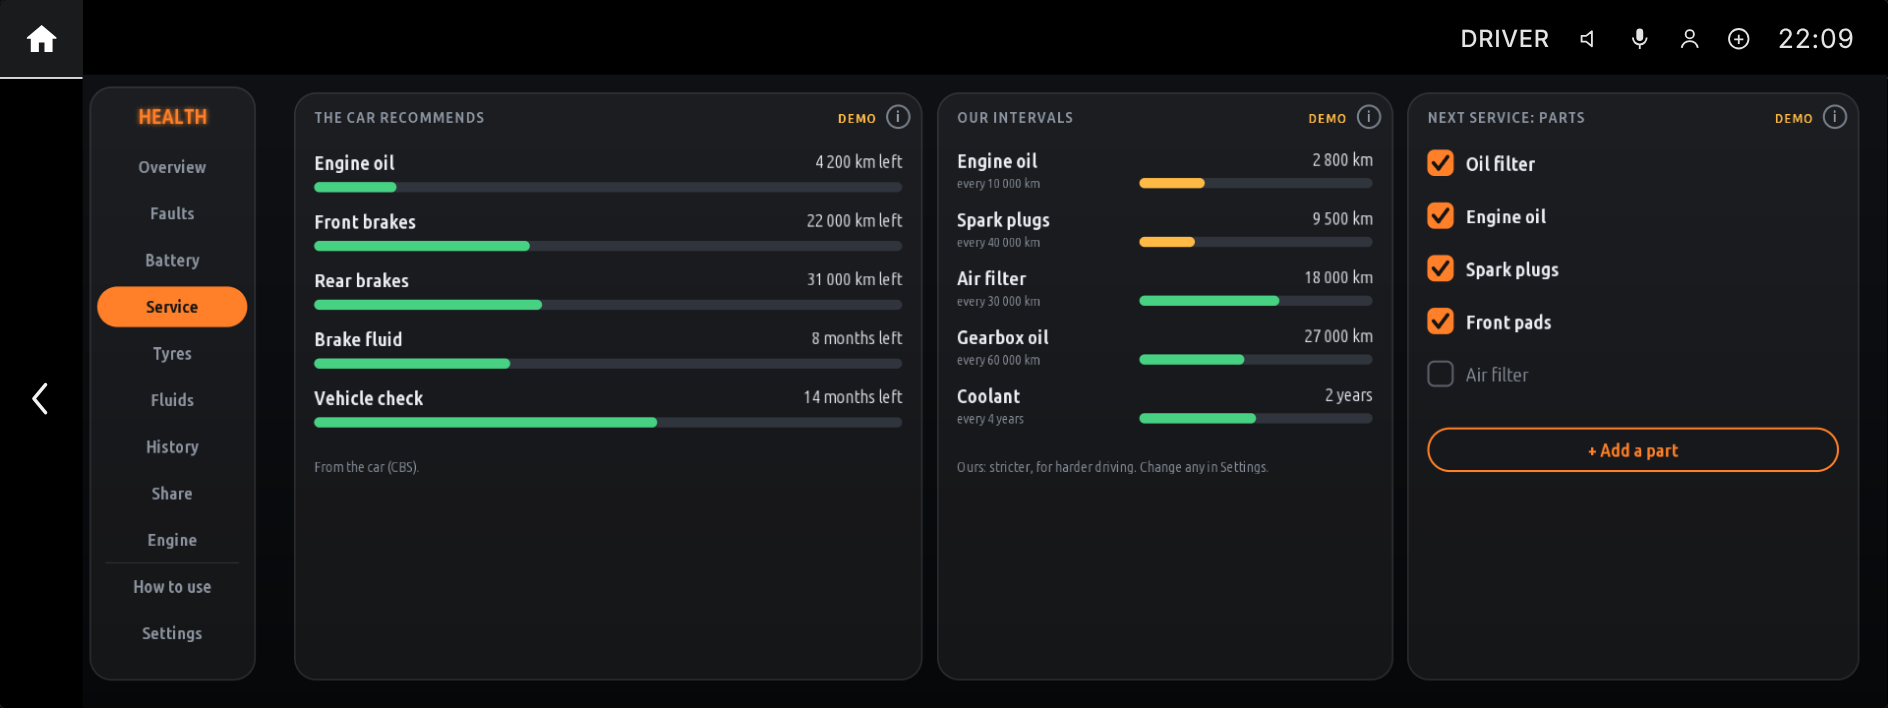 DRIVER 22:09
HEALTH
Overview
Faults
Battery
Service
Tyres
Fluids
History
Share
Engine
How to use
Settings
THE CAR RECOMMENDS DEMO i
Engine oil 4 200 km left
Front brakes 22 000 km left
Rear brakes 31 000 km left
Brake fluid 8 months left
Vehicle check 14 months left
From the car (CBS).
OUR INTERVALS DEMO i
Engine oil 2 800 km
every 10 000 km
Spark plugs 9 500 km
every 40 000 km
Air filter 18 000 km
every 30 000 km
Gearbox oil 27 000 km
every 60 000 km
Coolant 2 years
every 4 years
Ours: stricter, for harder driving. Change any in Settings.
NEXT SERVICE: PARTS DEMO i
Oil filter
Engine oil
Spark plugs
Front pads
Air filter
+ Add a part